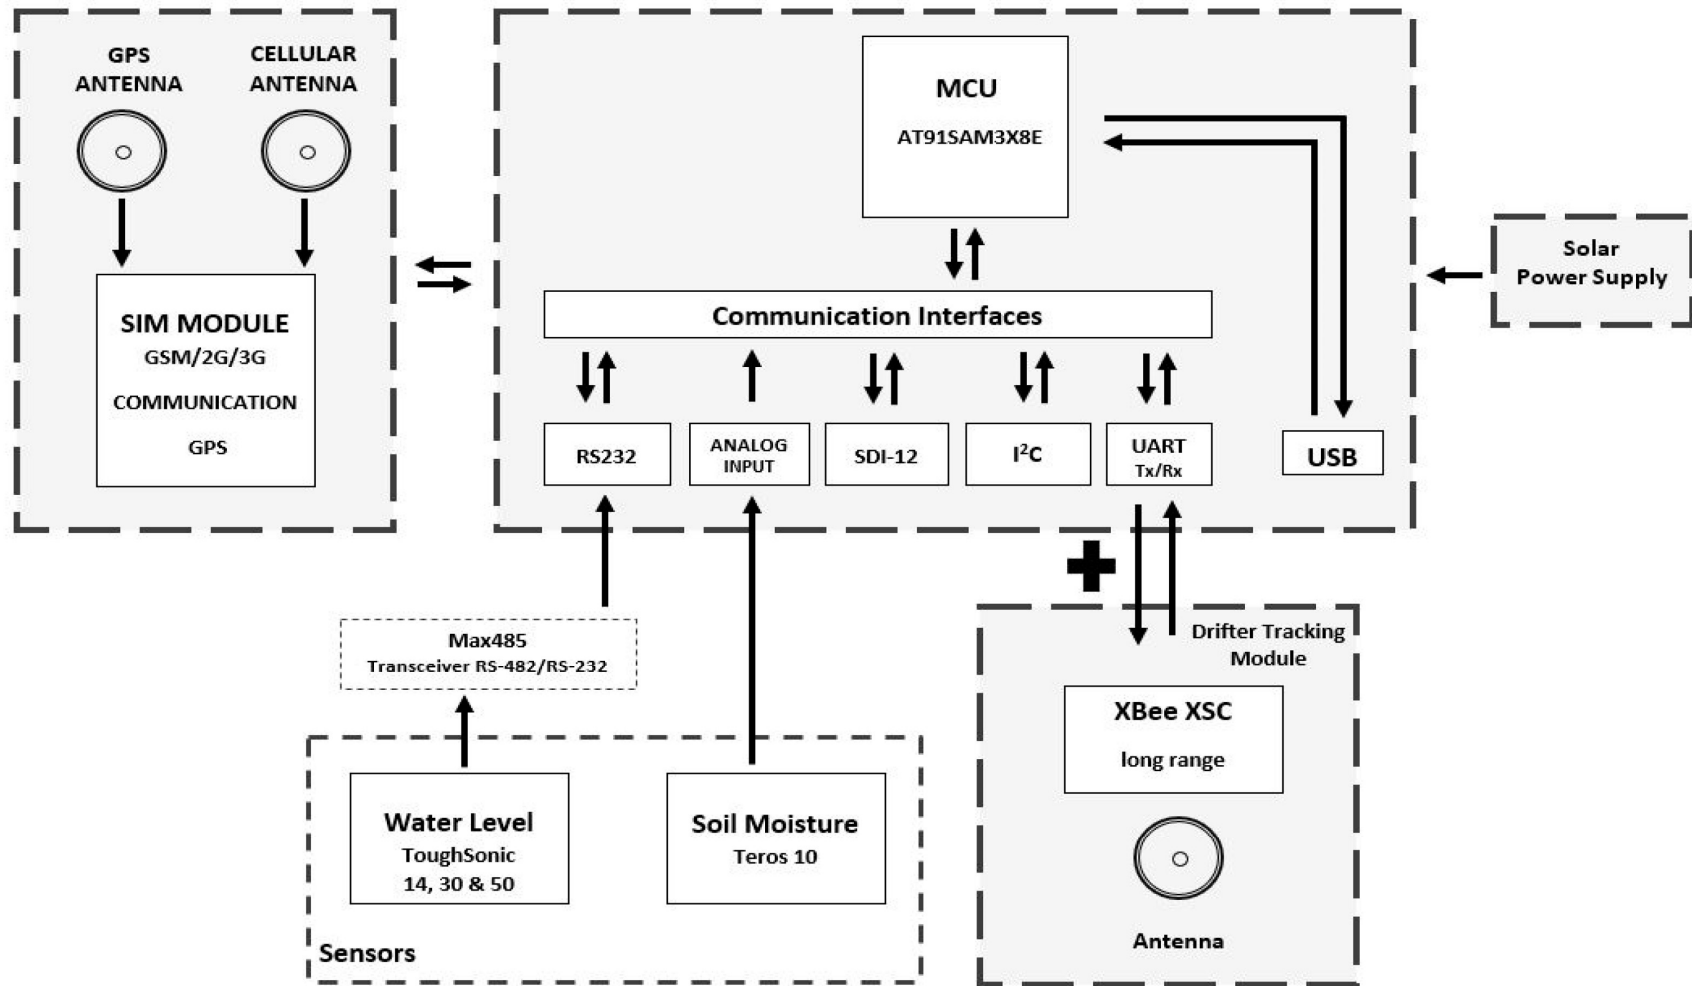 GPS
ANTENNA
CELLULAR
ANTENNA
SIM MODULE
GSM/2G/3G
COMMUNICATION
GPS
MCU
AT91SAM3X8E
Communication Interfaces
RS232
ANALOG
INPUT
SDI-12
I²C
UART
Tx/Rx
USB
Solar
Power Supply
Max485
Transceiver RS-482/RS-232
Water Level
ToughSonic
14, 30 & 50
Soil Moisture
Teros 10
Sensors
Drifter Tracking
Module
XBee XSC
long range
Antenna